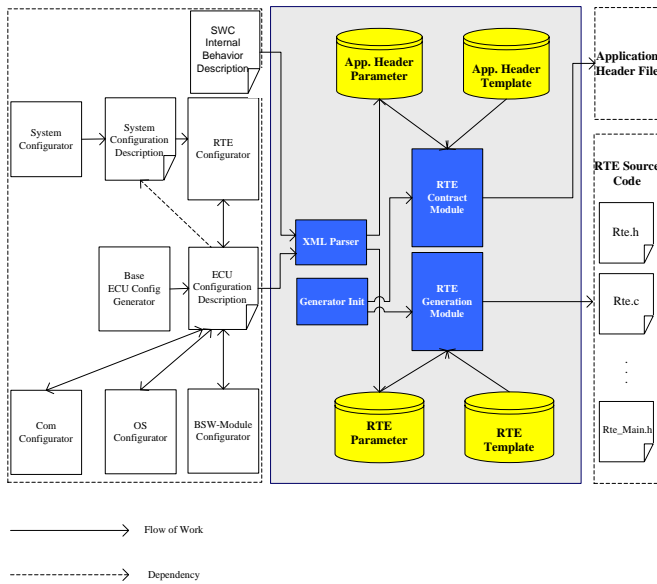 SWC
Internal
Behavior
Description
App. Header
Parameter
App. Header
Template
Application
Header File
System
Configurator
System
Configuration
Description
RTE
Configurator
RTE
Contract
Module
RTE Source
Code
Rte.h
XML Parser
Base
ECU Config
Generator
ECU
Configuration
Description
Generator Init
RTE
Generation
Module
Rte.c
.
.
.
Com
Configurator
OS
Configurator
BSW-Module
Configurator
RTE
Parameter
RTE
Template
Rte_Main.h
Flow of Work
Dependency